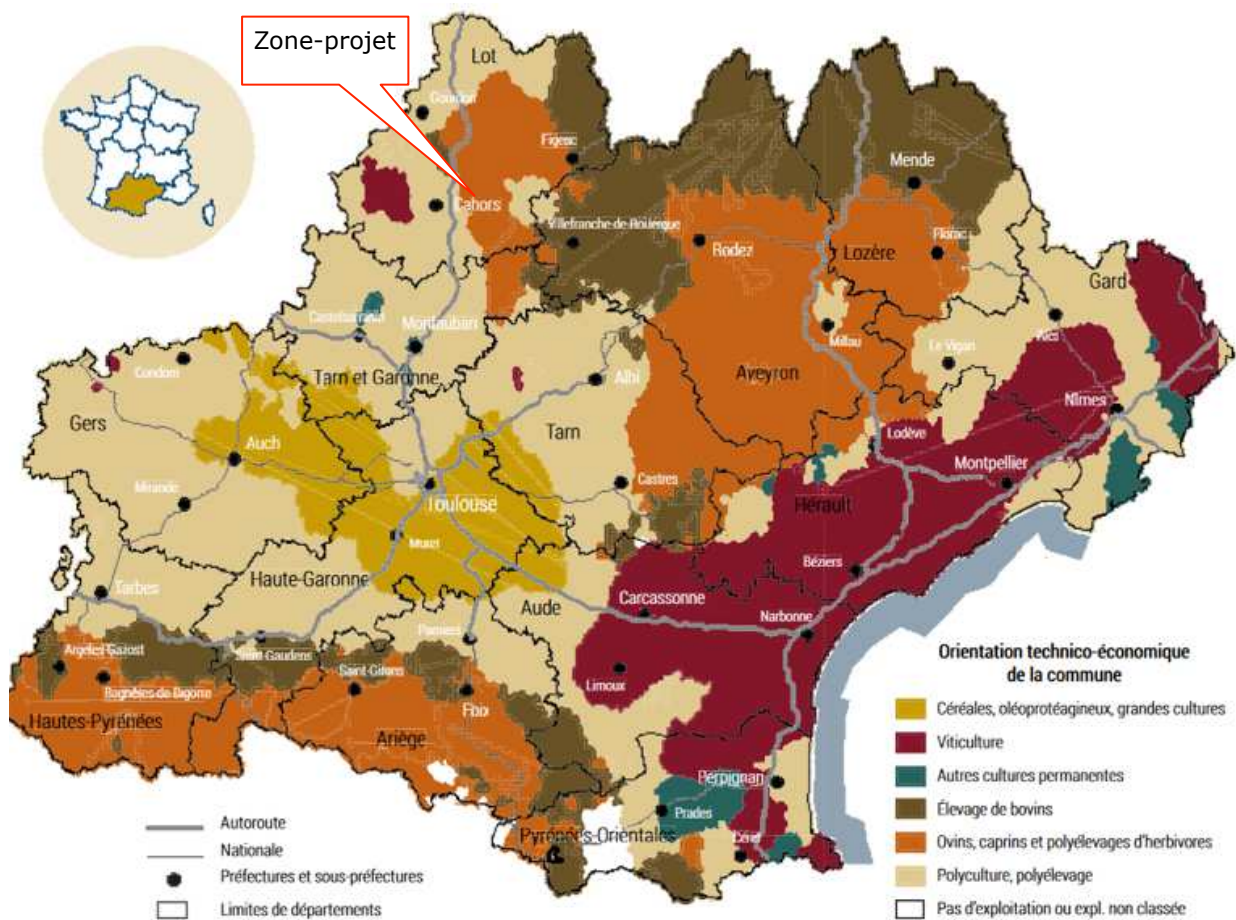 Zone-projet
Lot
Gourdon
Figeac
Cahors
Mende
Villefranche-de-Rouergue
Rodez
Lozère
Florac
Gard
Castelsarrasin
Montauban
Millau
Le Vigan
Alès
Condom
Tarn et Garonne
Albi
Aveyron
Nîmes
Gers
Auch
Tarn
Lodève
Montpellier
Mirande
Toulouse
Castres
Hérault
Muret
Béziers
Tarbes
Haute-Garonne
Aude
Carcassonne
Narbonne
Pamiers
Argelès-Gazost
Saint-Gaudens
Saint-Girons
Limoux
Bagnères-de-Bigorre
Foix
Hautes-Pyrénées
Ariège
Perpignan
Prades
Pyrénées-Orientales
Céret
Orientation technico-économique
de la commune
Céréales, oléoprotéagineux, grandes cultures
Viticulture
Autres cultures permanentes
Élevage de bovins
Ovins, caprins et polyélevages d'herbivores
Polyculture, polyélevage
Pas d'exploitation ou expl. non classée
Autoroute
Nationale
Préfectures et sous-préfectures
Limites de départements